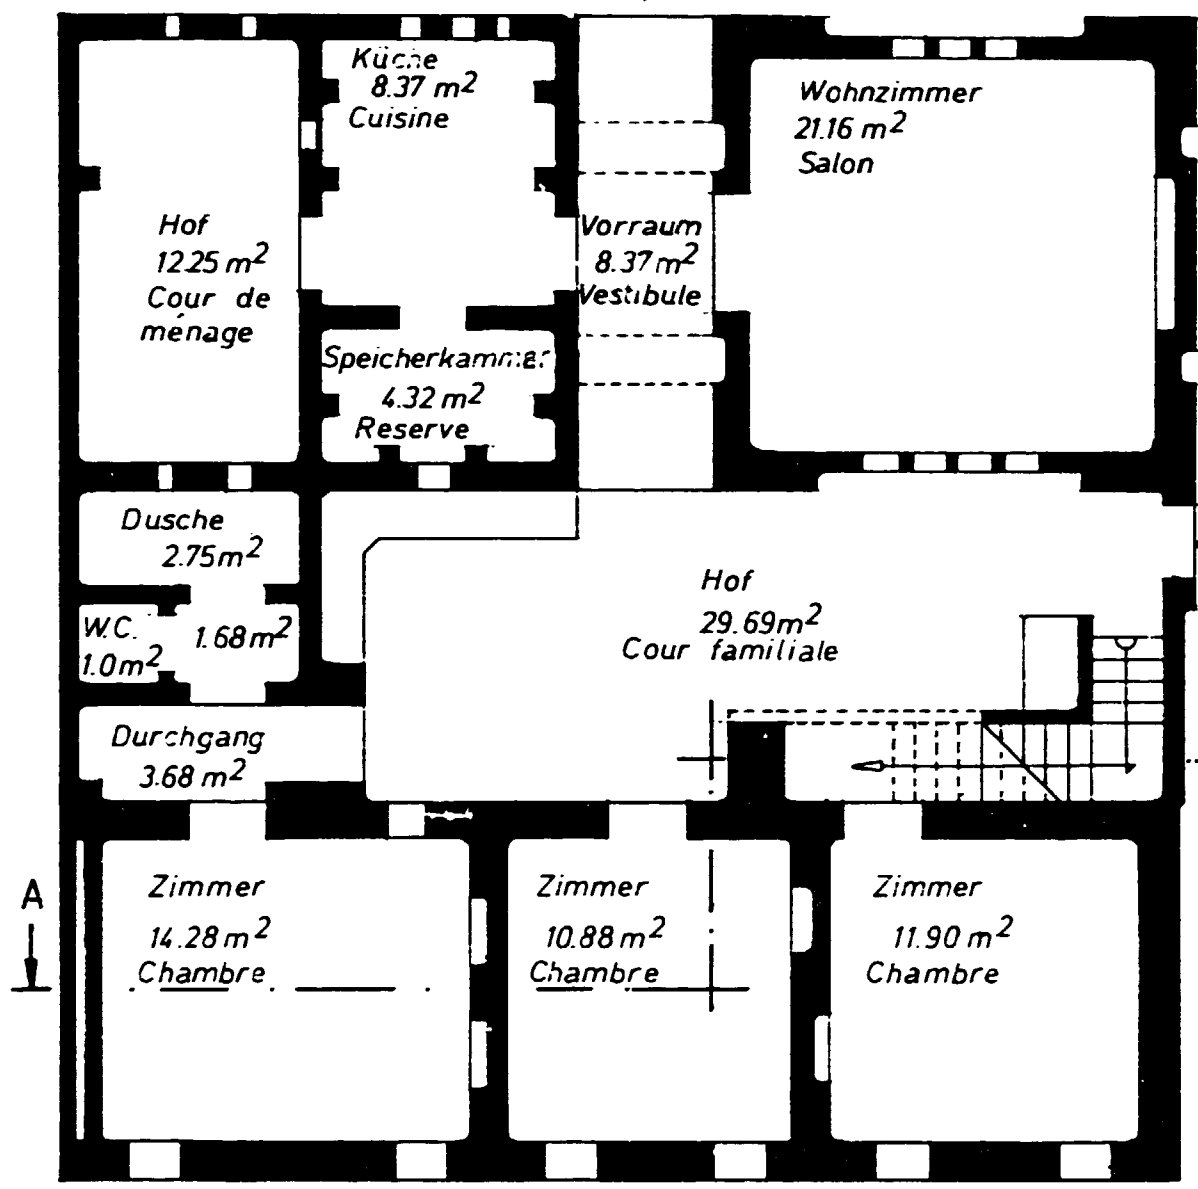 Küche
8.37 m²
Cuisine
Wohnzimmer
21.16 m²
Salon
Hof
12.25 m²
Cour de
ménage
Vorraum
8.37 m²
Vestibule
Speicherkammer
4.32 m²
Reserve
Dusche
2.75 m²
W.C.
1.0 m²
1.68 m²
Hof
29.69 m²
Cour familiale
Durchgang
3.68 m²
A
Zimmer
14.28 m²
Chambre
Zimmer
10.88 m²
Chambre
Zimmer
11.90 m²
Chambre